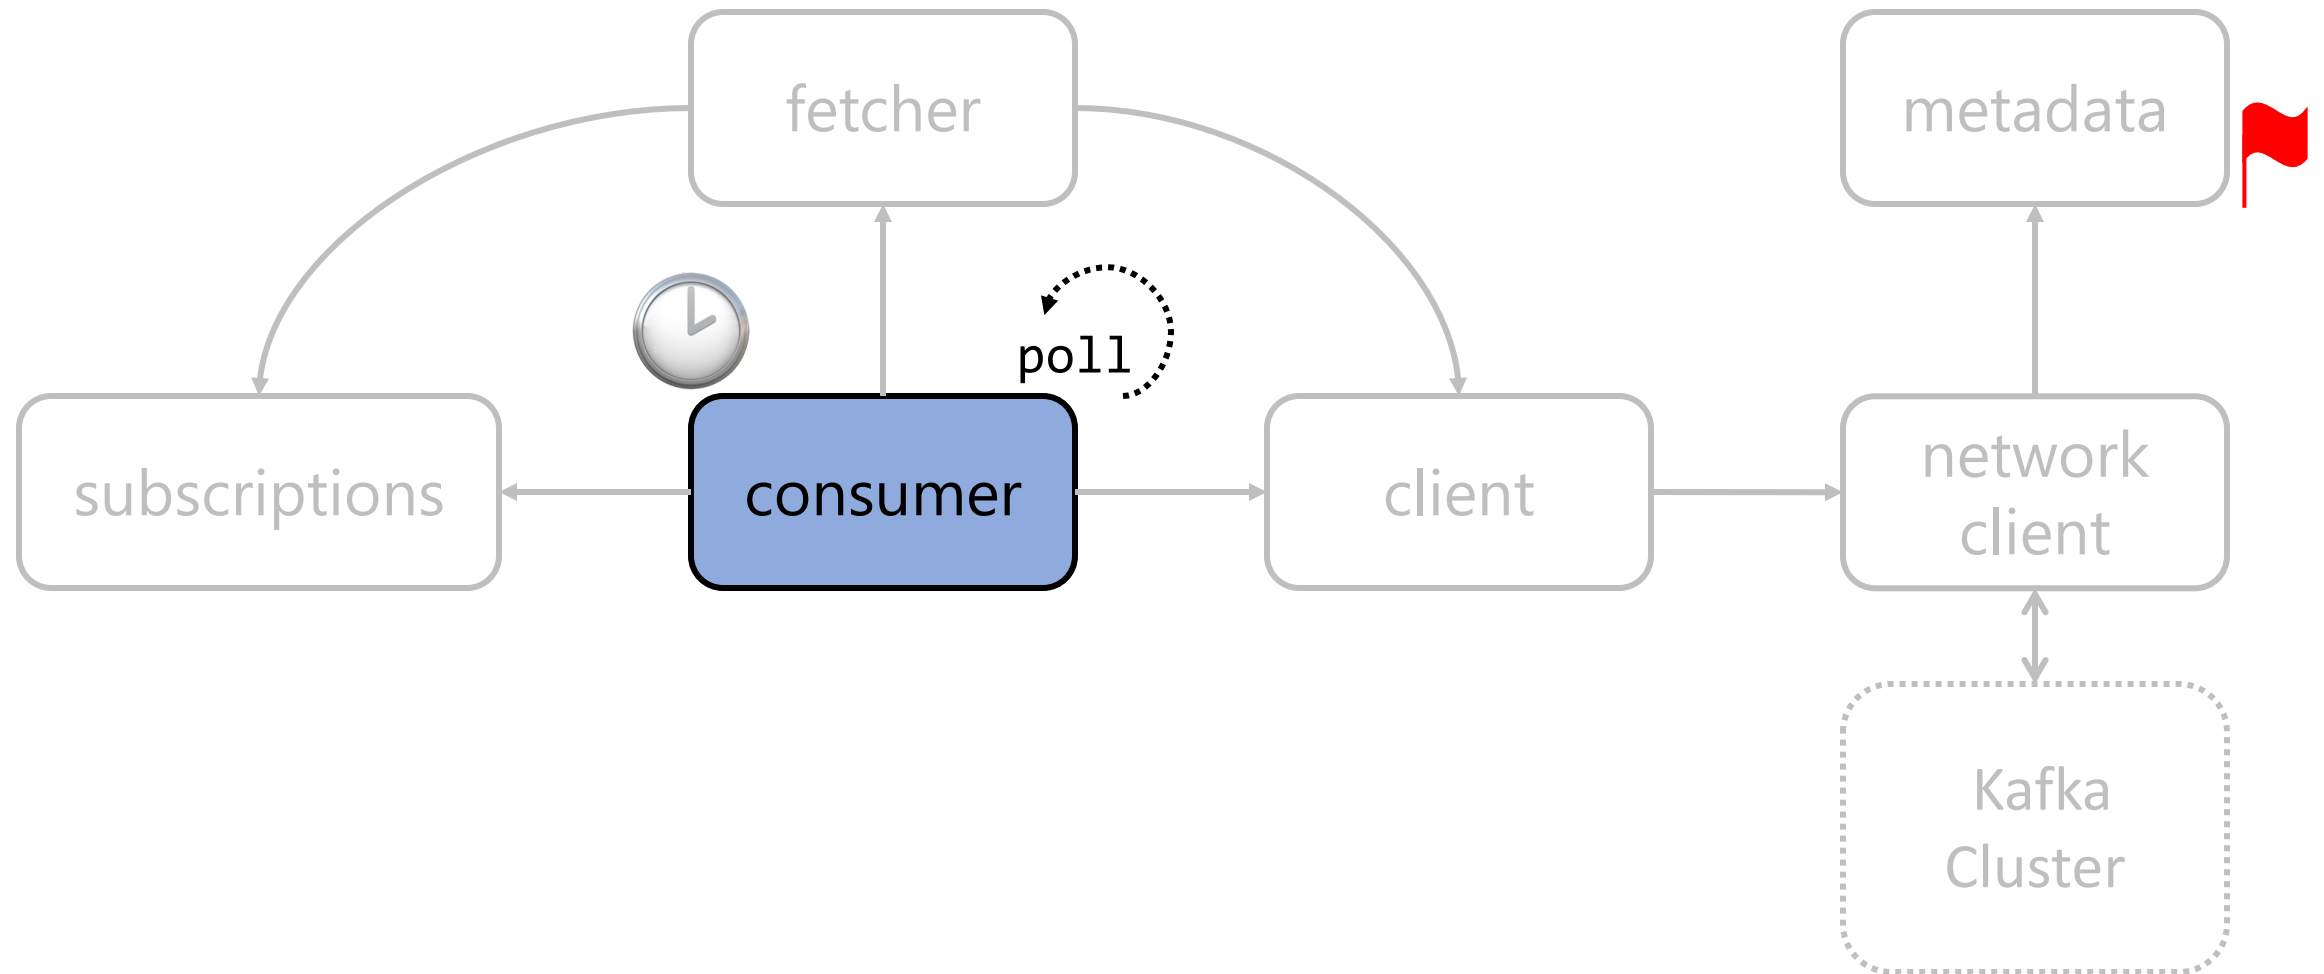 fetcher
metadata
poll
subscriptions
consumer
client
network
client
Kafka
Cluster